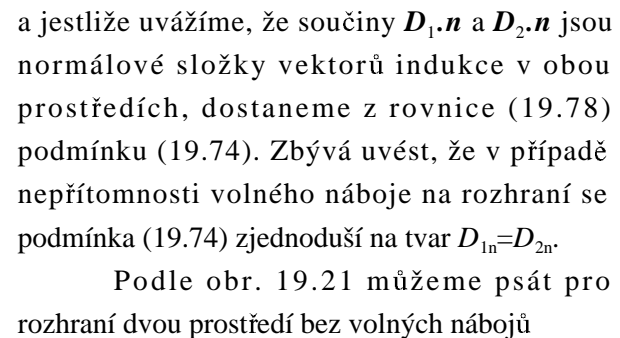 a jestliže uvážíme, že součiny D₁.n a D₂.n jsou
normálové složky vektorů indukce v obou
prostředích, dostaneme z rovnice (19.78)
podmínku (19.74). Zbývá uvést, že v případě
nepřítomnosti volného náboje na rozhraní se
podmínka (19.74) zjednoduší na tvar D₁ₙ=D₂ₙ.
Podle obr. 19.21 můžeme psát pro
rozhraní dvou prostředí bez volných nábojů